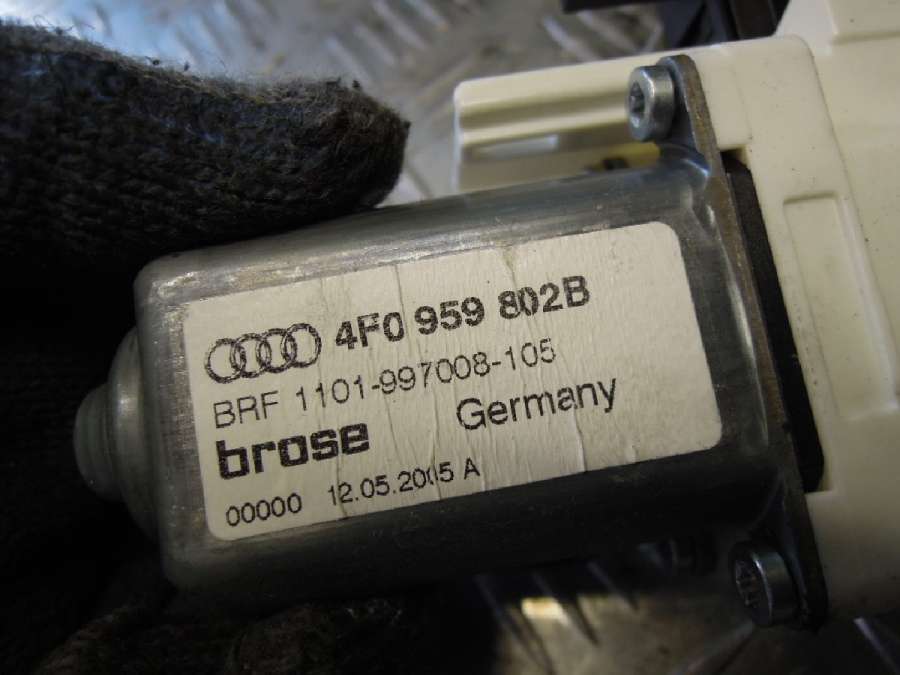 4F0 959 802B
BRF 1101-997008-105
brose Germany
00000 12.05.2005 A